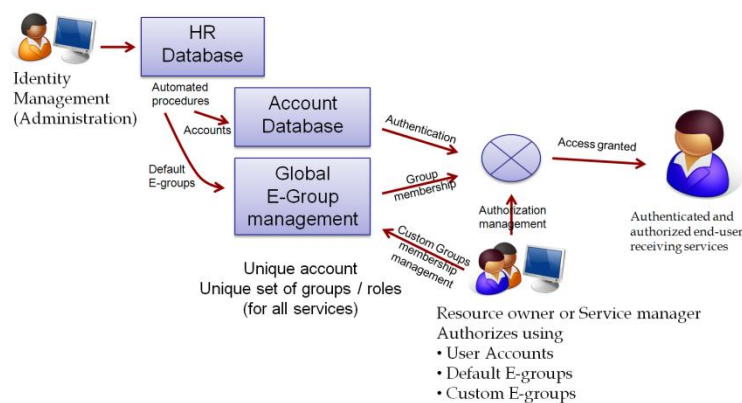 HR
Database
Identity
Management
(Administration)
Automated
procedures
Accounts
Account
Database
Authentication
Access granted
Default
E-groups
Global
E-Group
management
Group
membership
Authorization
management
Custom Groups
membership
management
Authenticated and
authorized end-user
receiving services
Unique account
Unique set of groups / roles
(for all services)
Resource owner or Service manager
Authorizes using
• User Accounts
• Default E-groups
• Custom E-groups